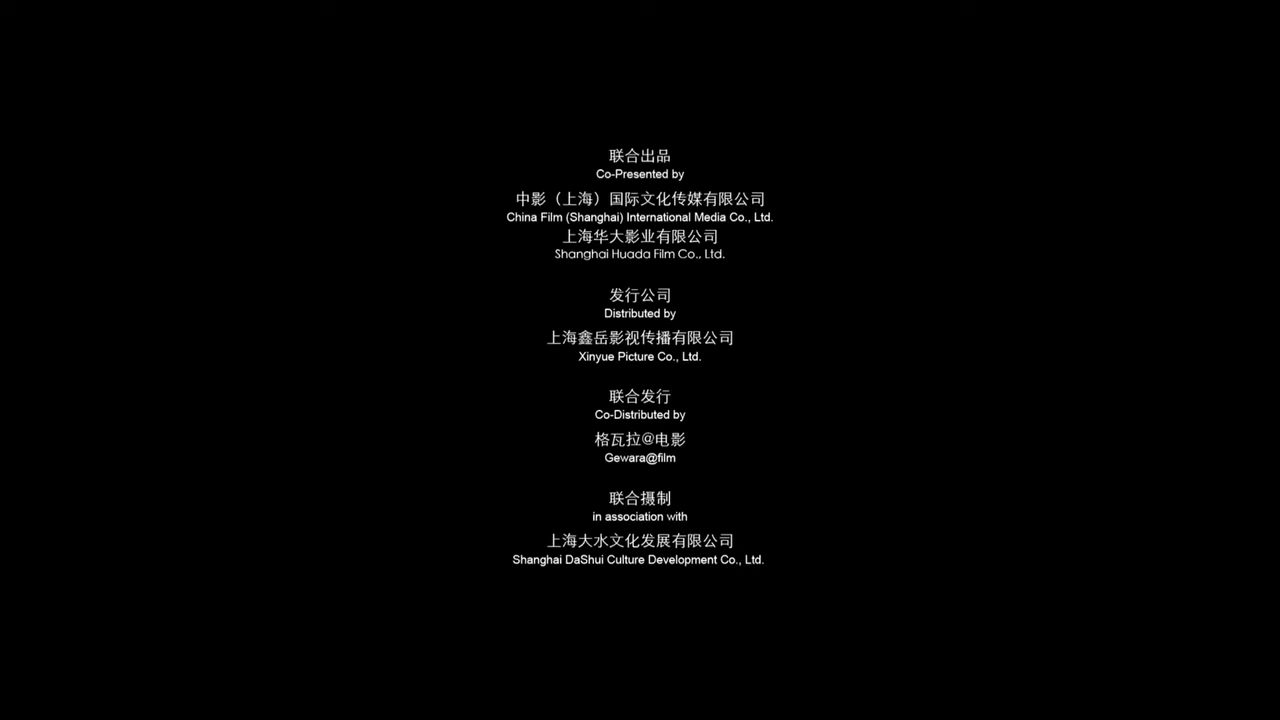 联合出品
Co-Presented by
中影（上海）国际文化传媒有限公司
China Film (Shanghai) International Media Co., Ltd.
上海华大影业有限公司
Shanghai Huada Film Co., Ltd.
发行公司
Distributed by
上海鑫岳影视传播有限公司
Xinyue Picture Co., Ltd.
联合发行
Co-Distributed by
格瓦拉@电影
Gewara@film
联合摄制
in association with
上海大水文化发展有限公司
Shanghai DaShui Culture Development Co., Ltd.